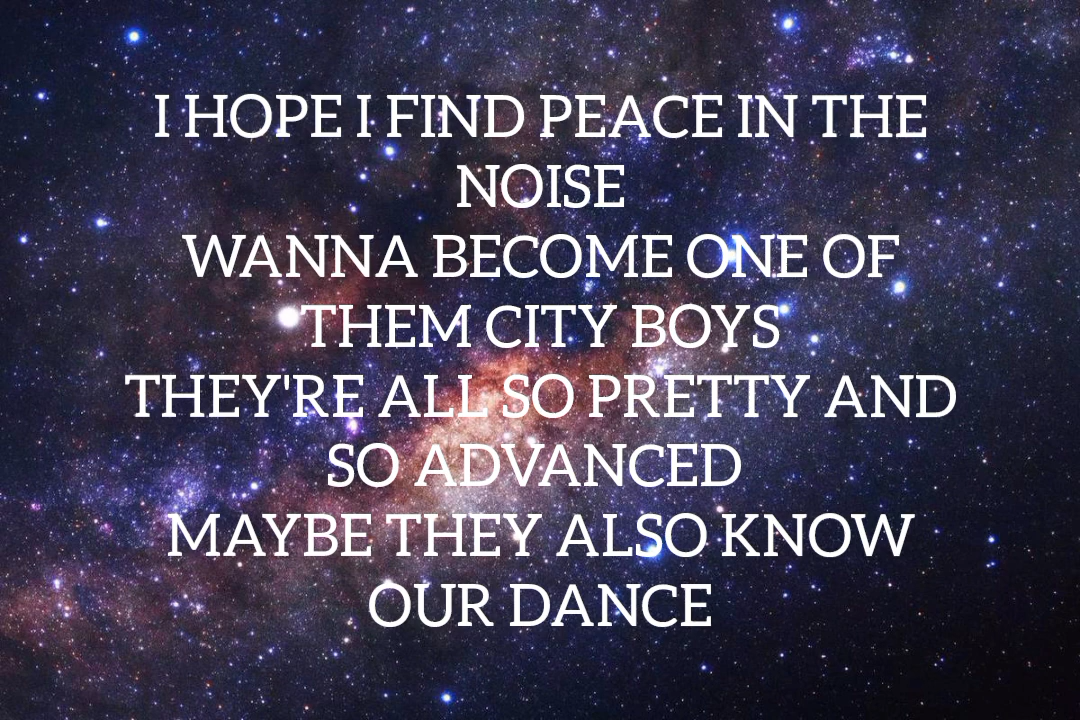 I HOPE I FIND PEACE IN THE
NOISE
WANNA BECOME ONE OF
THEM CITY BOYS
THEY'RE ALL SO PRETTY AND
SO ADVANCED
MAYBE THEY ALSO KNOW
OUR DANCE